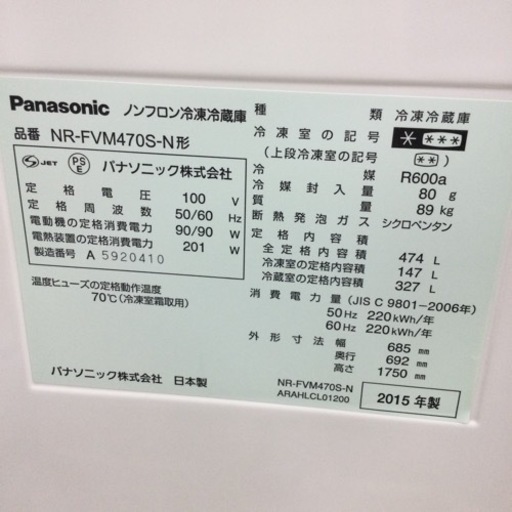 Panasonic ノンフロン冷凍冷蔵庫
品番 NR-FVM470S-N形
S JET PSE パナソニック株式会社
定格電圧 100 V
定格周波数 50/60 Hz
電動機の定格消費電力 90/90 W
電熱装置の定格消費電力 201 W
製造番号 A 5920410
温度ヒューズの定格動作温度
70℃(冷凍室霜取用)
パナソニック株式会社 日本製
種類 冷凍冷蔵庫
冷凍室の記号 * ***
(上段冷凍室の記号 ** )
冷媒 R600a
冷媒封入量 80 g
質量 89 kg
断熱発泡ガス シクロペンタン
定格内容積
全定格内容積 474 L
冷凍室の定格内容積 147 L
冷蔵室の定格内容積 327 L
消費電力量(JIS C 9801-2006年)
50Hz 220kWh/年
60Hz 220kWh/年
外形寸法 幅 685 mm
奥行 692 mm
高さ 1750 mm
NR-FVM470S-N
ARAHLCL01200
2015年製